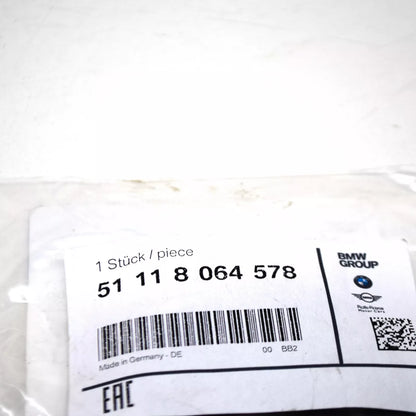 1 Stück / piece
51 11 8 064 578
BMW
GROUP
Rolls-Royce
Motor Cars
Made in Germany - DE 00 BB2
EAC